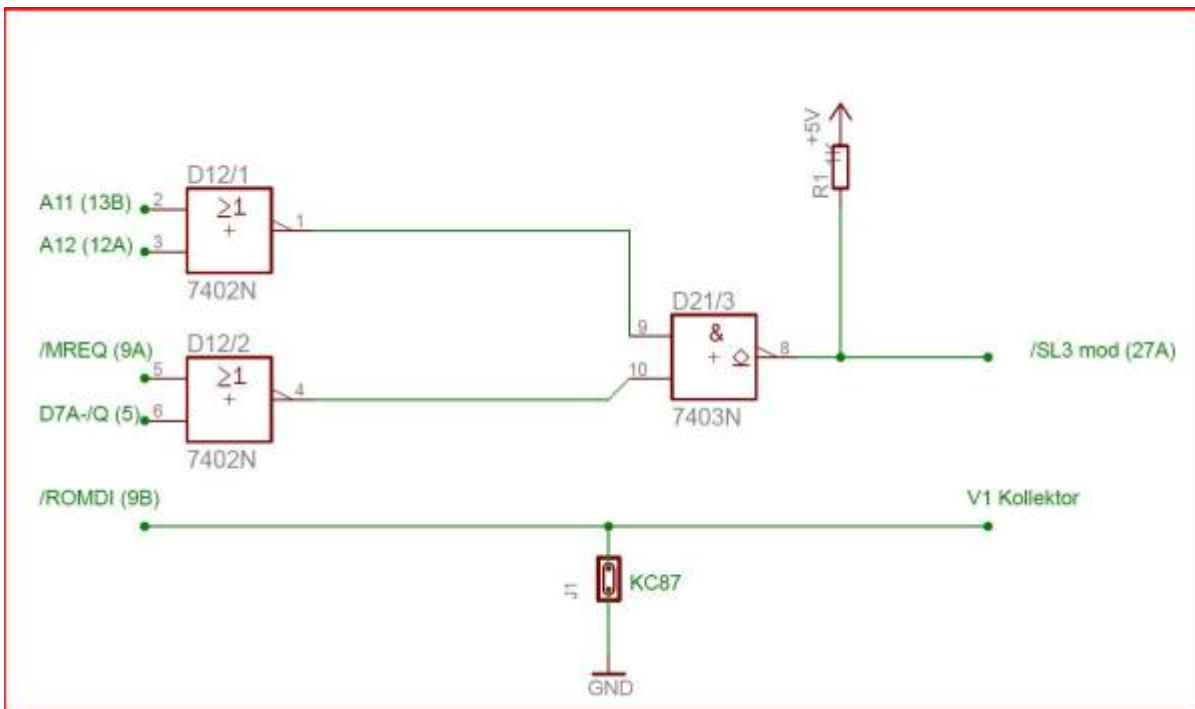 +5V
R1
D12/1
A11 (13B)
2
≥1
+
1
A12 (12A)
3
7402N
D21/3
9
&
+
8
/SL3 mod (27A)
10
7403N
D12/2
/MREQ (9A)
5
≥1
+
4
D7A-/Q (5)
6
7402N
/ROMDI (9B)
V1 Kollektor
J1
KC87
GND